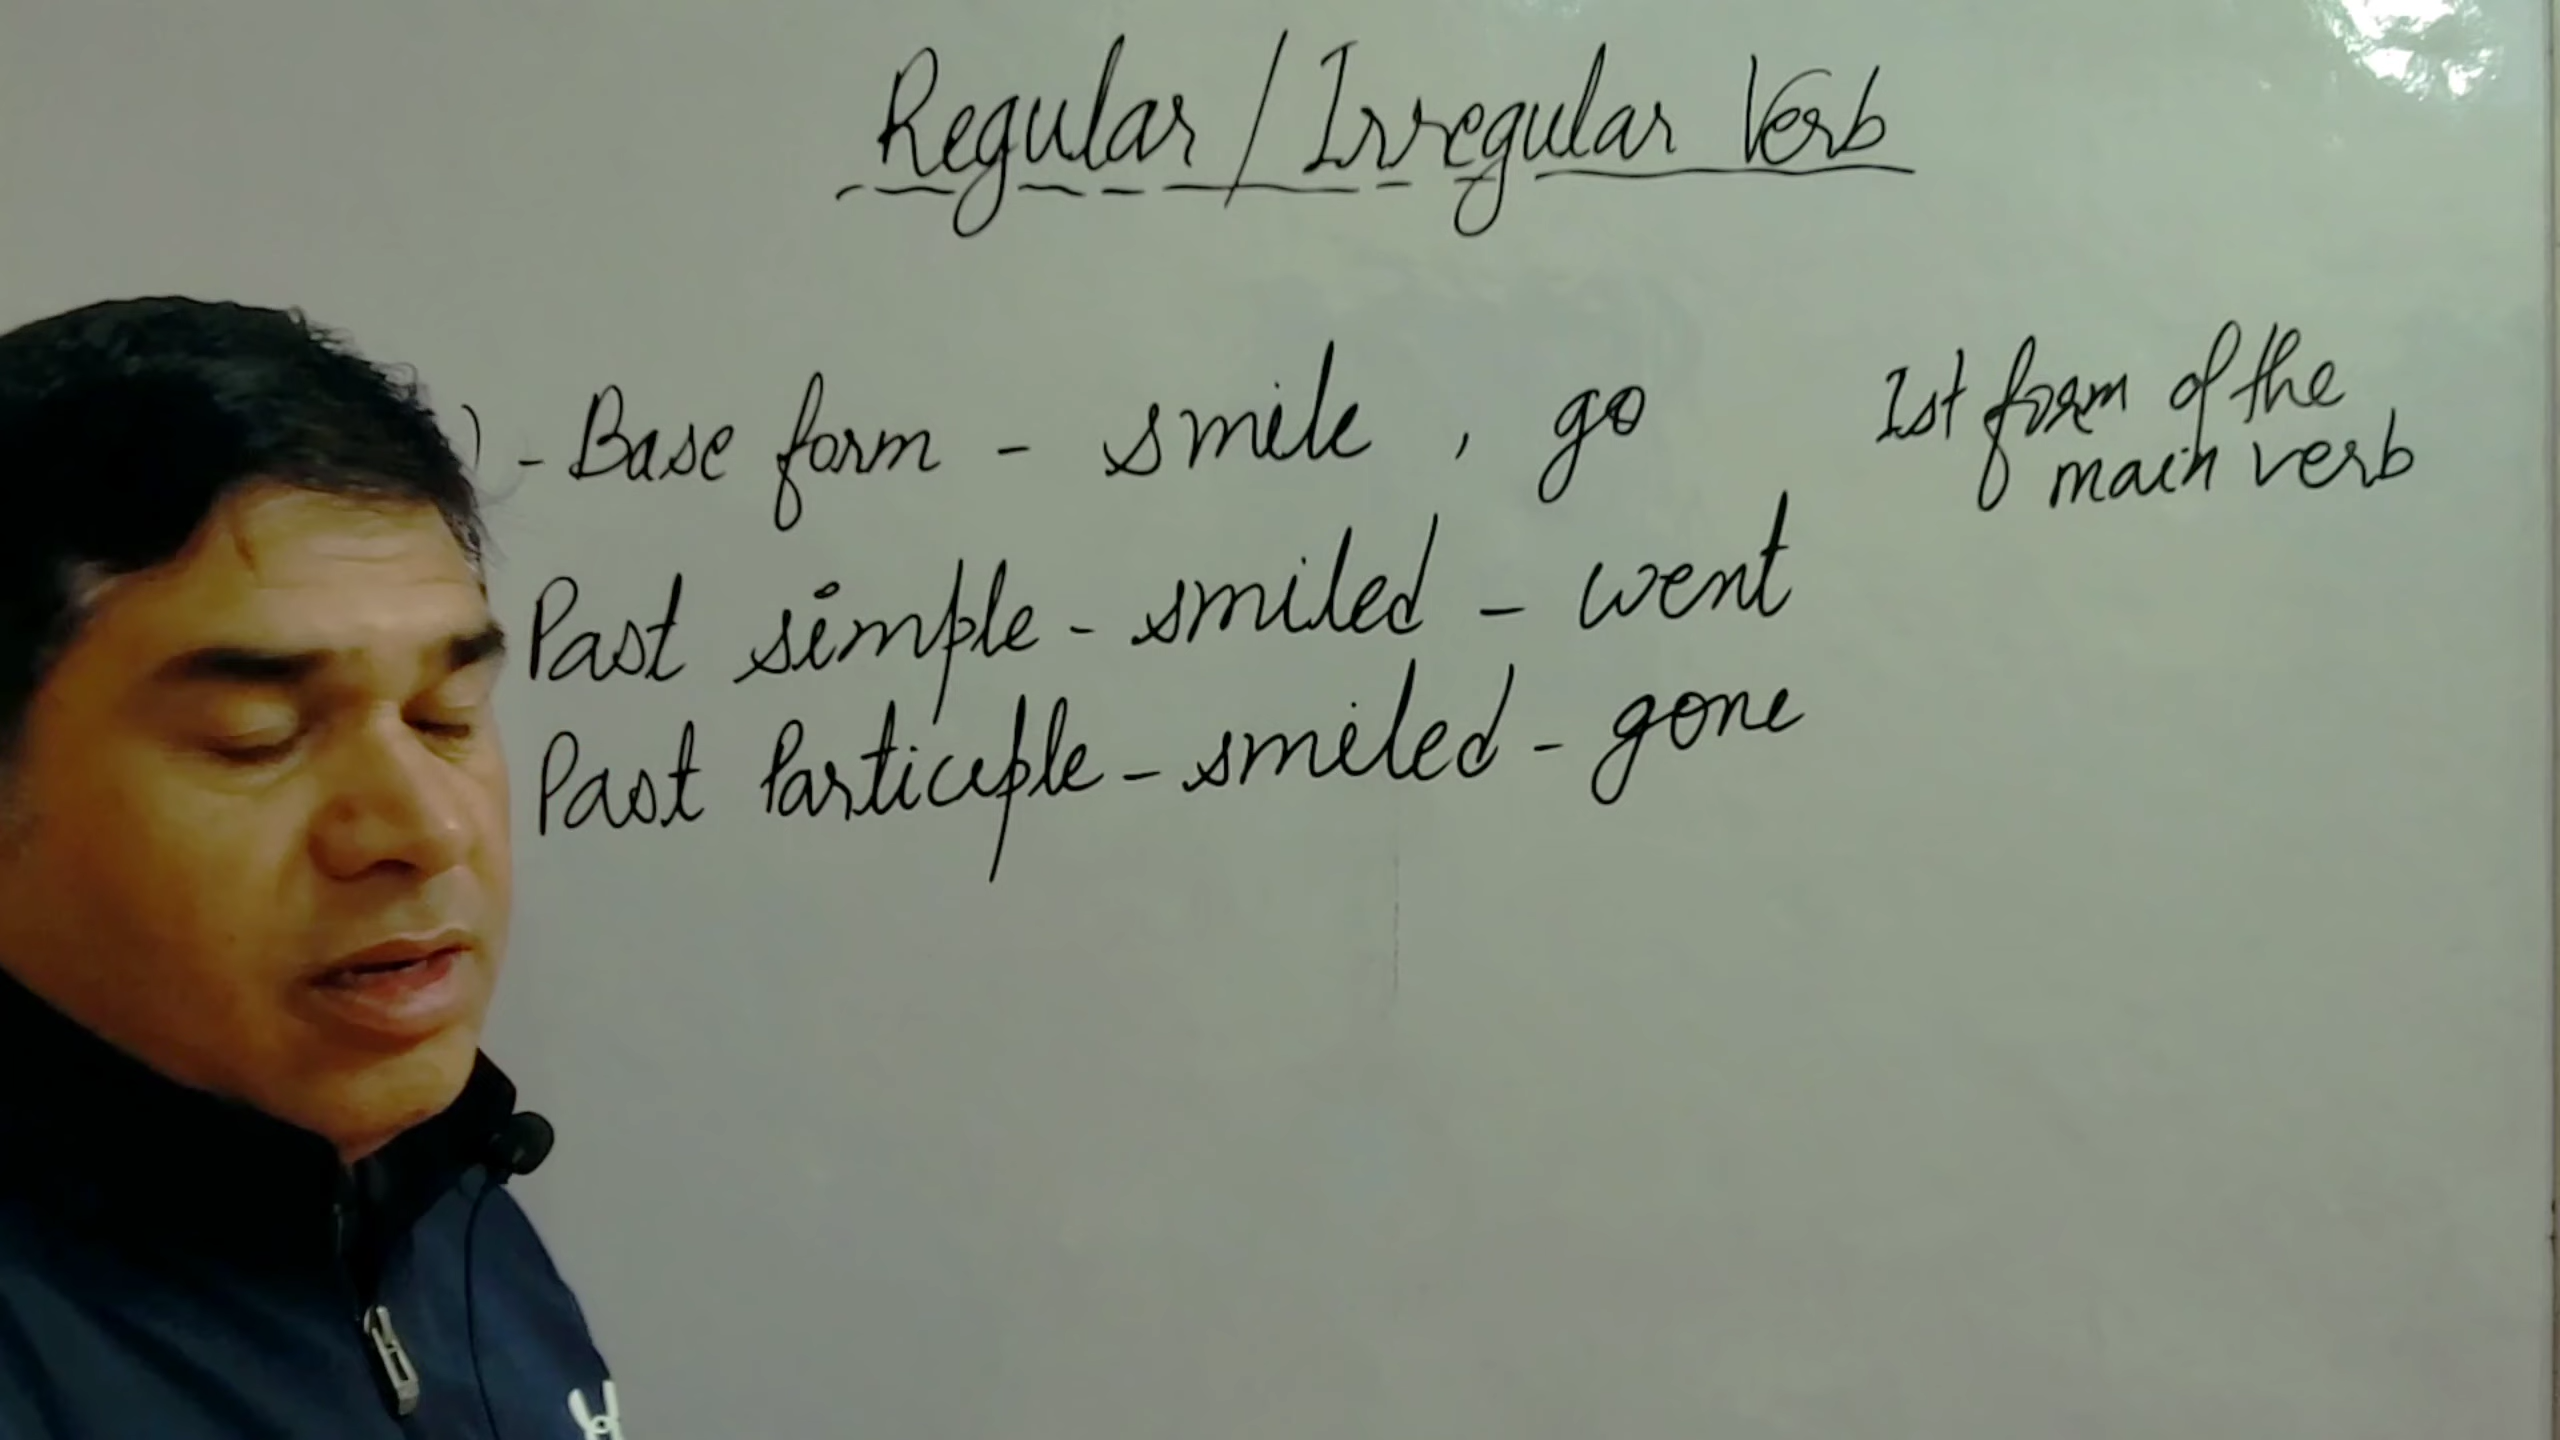 Regular / Irregular Verb
) - Base form - smile , go
1st form of the
main verb
Past simple - smiled - went
Past Participle - smiled - gone